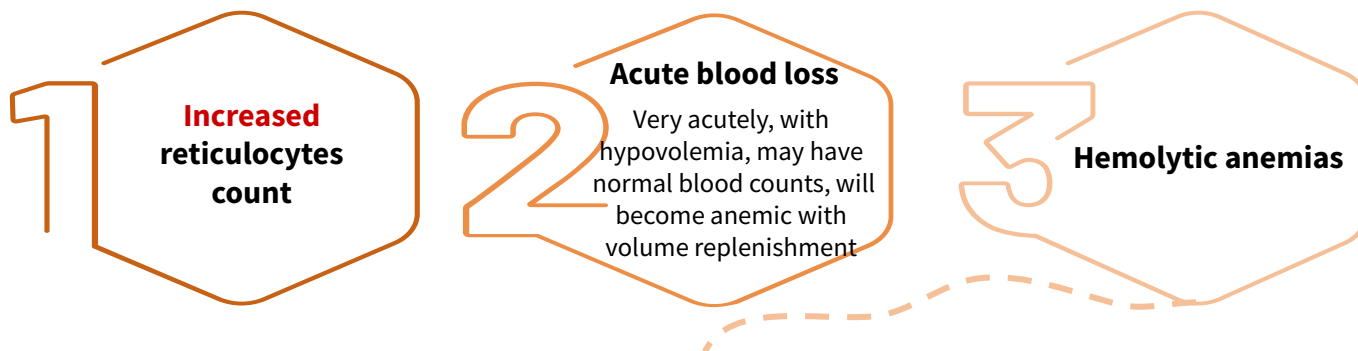 1
Increased
reticulocytes
count
2
Acute blood loss
Very acutely, with
hypovolemia, may have
normal blood counts, will
become anemic with
volume replenishment
3
Hemolytic anemias